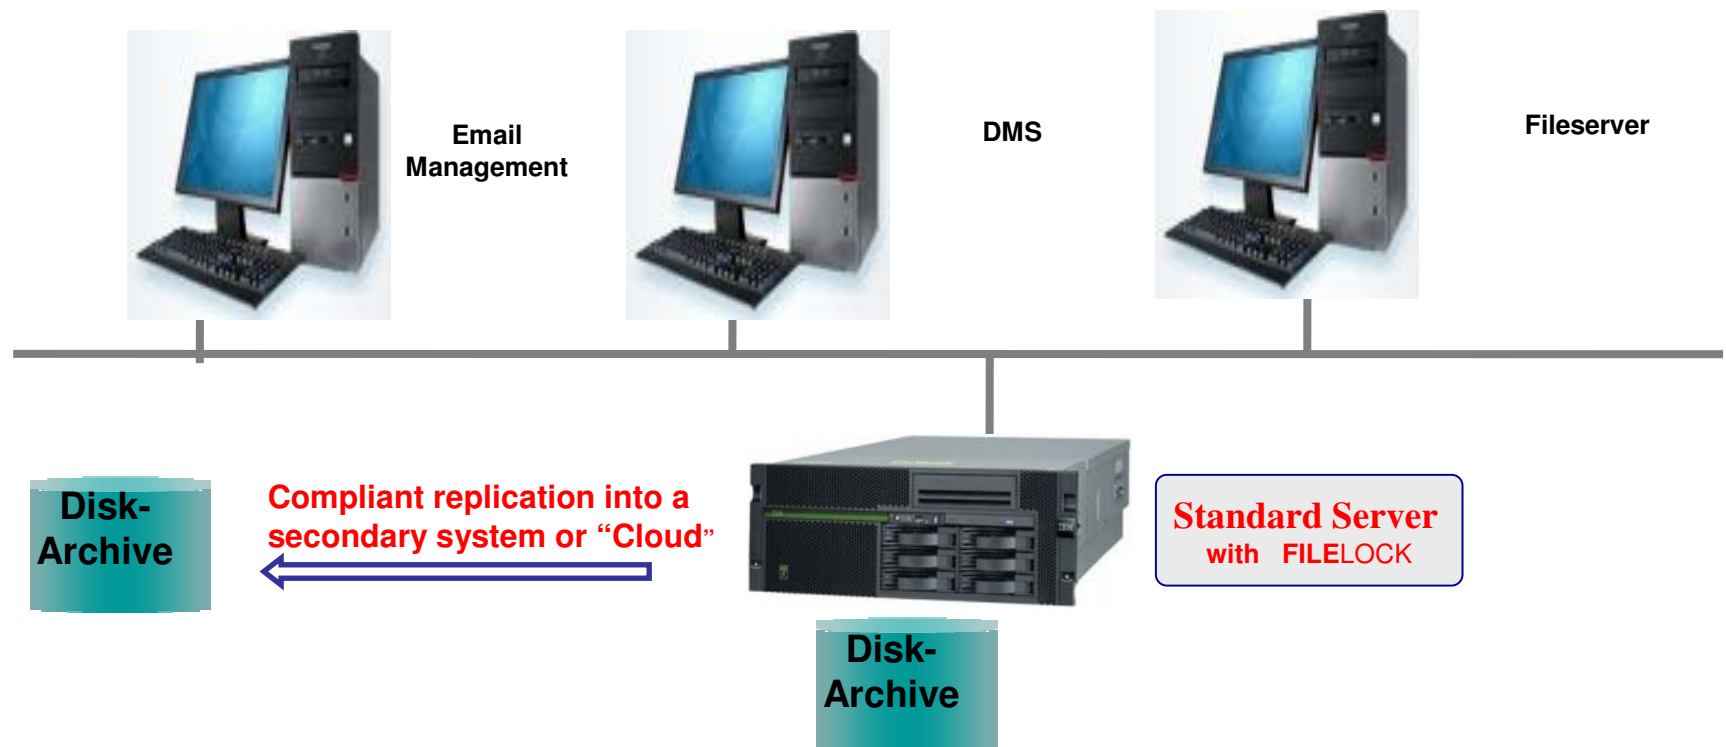 Email
Management
DMS
Fileserver
Disk-
Archive
Compliant replication into a
secondary system or “Cloud”
Standard Server
with FILELOCK
Disk-
Archive